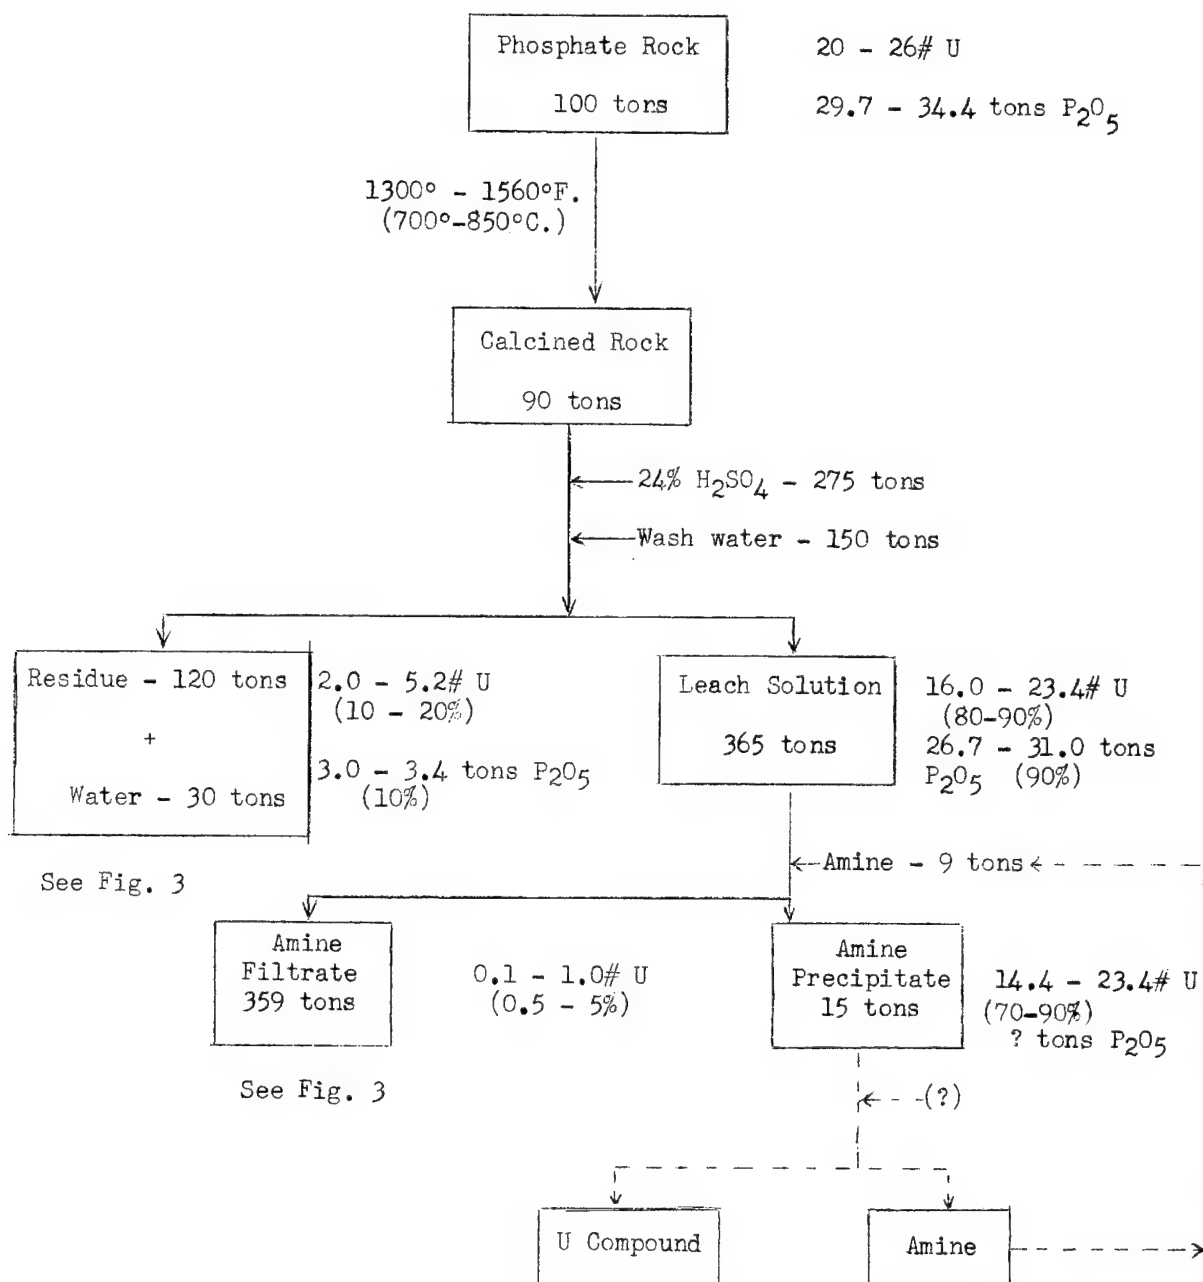 Phosphate Rock
100 tons
20 - 26# U
29.7 - 34.4 tons P₂O₅
1300° - 1560°F.
(700°-850°C.)
Calcined Rock
90 tons
24% H₂SO₄ - 275 tons
Wash water - 150 tons
Residue - 120 tons
+
Water - 30 tons
2.0 - 5.2# U
(10 - 20%)
3.0 - 3.4 tons P₂O₅
(10%)
See Fig. 3
Leach Solution
365 tons
16.0 - 23.4# U
(80-90%)
26.7 - 31.0 tons
P₂O₅ (90%)
Amine - 9 tons
Amine
Filtrate
359 tons
0.1 - 1.0# U
(0.5 - 5%)
See Fig. 3
Amine
Precipitate
15 tons
14.4 - 23.4# U
(70-90%)
? tons P₂O₅
(?)
U Compound
Amine